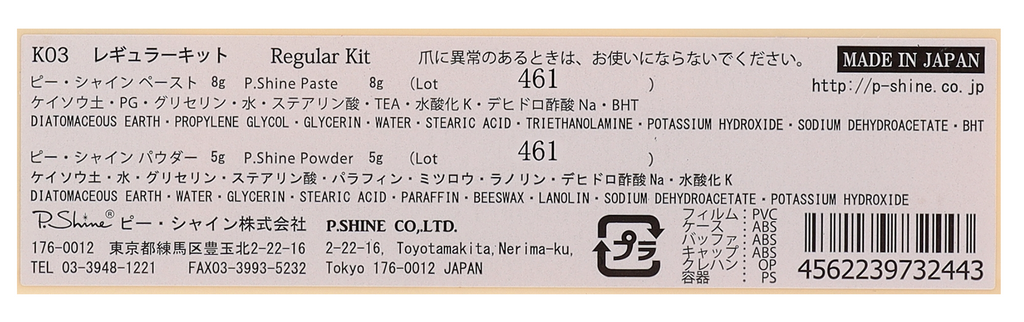 K03 レギュラーキット Regular Kit 爪に異常のあるときは、お使いにならないでください。 MADE IN JAPAN
ピー・シャイン ペースト 8g P.Shine Paste 8g (Lot 461 ) http://p-shine.co.jp
ケイソウ土・PG・グリセリン・水・ステアリン酸・TEA・水酸化K・デヒドロ酢酸Na・BHT
DIATOMACEOUS EARTH・PROPYLENE GLYCOL・GLYCERIN・WATER・STEARIC ACID・TRIETHANOLAMINE・POTASSIUM HYDROXIDE・SODIUM DEHYDROACETATE・BHT
ピー・シャイン パウダー 5g P.Shine Powder 5g (Lot 461 )
ケイソウ土・水・グリセリン・ステアリン酸・パラフィン・ミツロウ・ラノリン・デヒドロ酢酸Na・水酸化K
DIATOMACEOUS EARTH・WATER・GLYCERIN・STEARIC ACID・PARAFFIN・BEESWAX・LANOLIN・SODIUM DEHYDROACETATE・POTASSIUM HYDROXIDE
P.Shine® ピー・シャイン株式会社 P.SHINE CO,.LTD.
176-0012 東京都練馬区豊玉北2-22-16 2-22-16, Toyotamakita,Nerima-ku,
TEL 03-3948-1221 FAX03-3993-5232 Tokyo 176-0012 JAPAN
プラ
フィルム：PVC
ケース：ABS
バッファ：ABS
キャップ：ABS
クレハン：OP
容器：PS
4562239732443